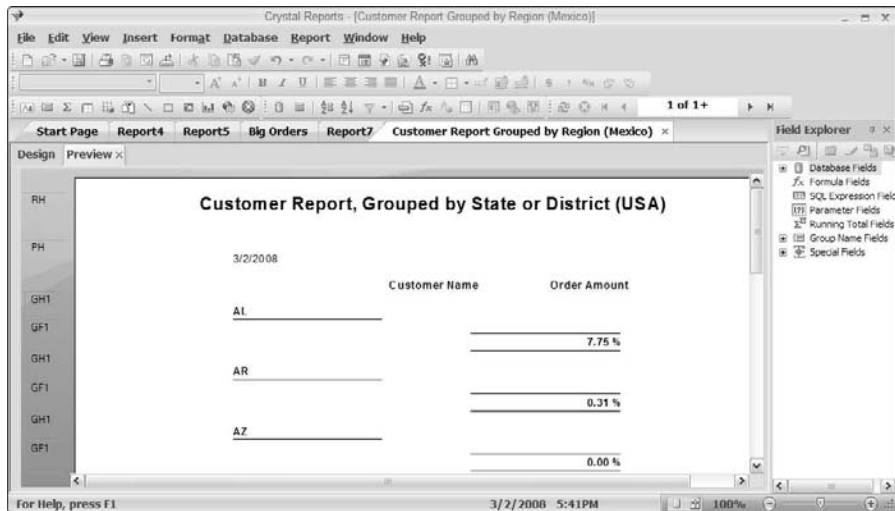 Crystal Reports - [Customer Report Grouped by Region (Mexico)]
File Edit View Insert Format Database Report Window Help
1 of 1+
Start Page Report4 Report5 Big Orders Report7 Customer Report Grouped by Region (Mexico) ×
Field Explorer
Design Preview ×
Database Fields
Formula Fields
SQL Expression Field
Parameter Fields
Running Total Fields
Group Name Fields
Special Fields
RH
Customer Report, Grouped by State or District (USA)
PH
3/2/2008
Customer Name Order Amount
GH1
AL
GF1
7.75 %
GH1
AR
GF1
0.31 %
GH1
AZ
GF1
0.00 %
For Help, press F1
3/2/2008 5:41PM
100%